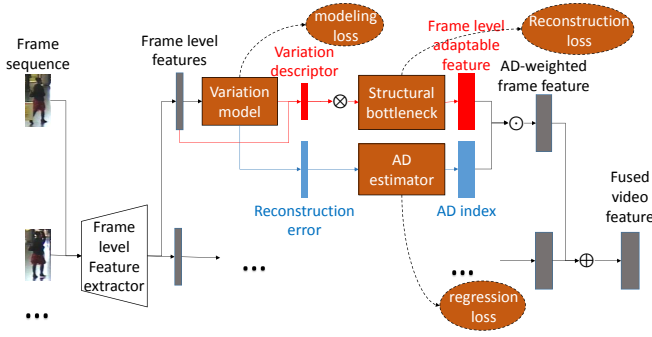 Frame
sequence
Frame level
features
modeling
loss
Variation
descriptor
Frame level
adaptable
feature
Reconstruction
loss
AD-weighted
frame feature
Variation
model
Structural
bottleneck
AD
estimator
Reconstruction
error
AD index
Fused
video
feature
Frame
level
Feature
extractor
...
...
...
regression
loss